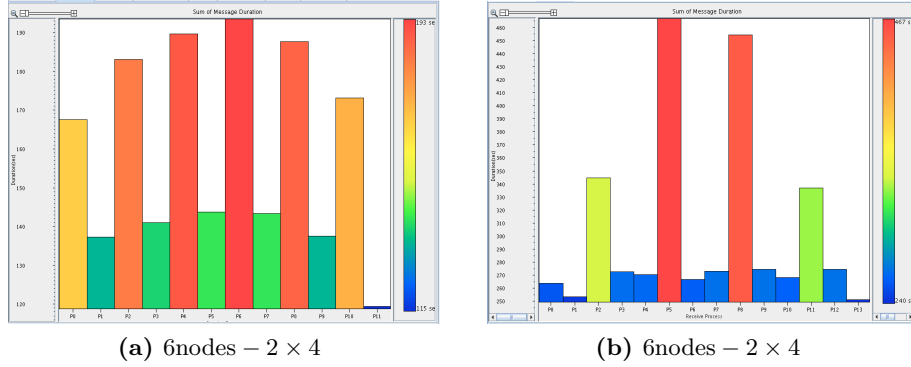 Sum of Message Duration
193 se
190
180
170
160
150
140
130
120
Duration(sec)
115 se
P0 P1 P2 P3 P4 P5 P6 P7 P8 P9 P10 P11
(a) 6nodes − 2 × 4
Sum of Message Duration
467 s
460
450
440
430
420
410
400
390
380
370
360
350
340
330
320
310
300
290
280
270
260
250
Duration(sec)
240 s
P0 P1 P2 P3 P4 P5 P6 P7 P8 P9 P10 P11 P12 P13
Receive Process
(b) 6nodes − 2 × 4